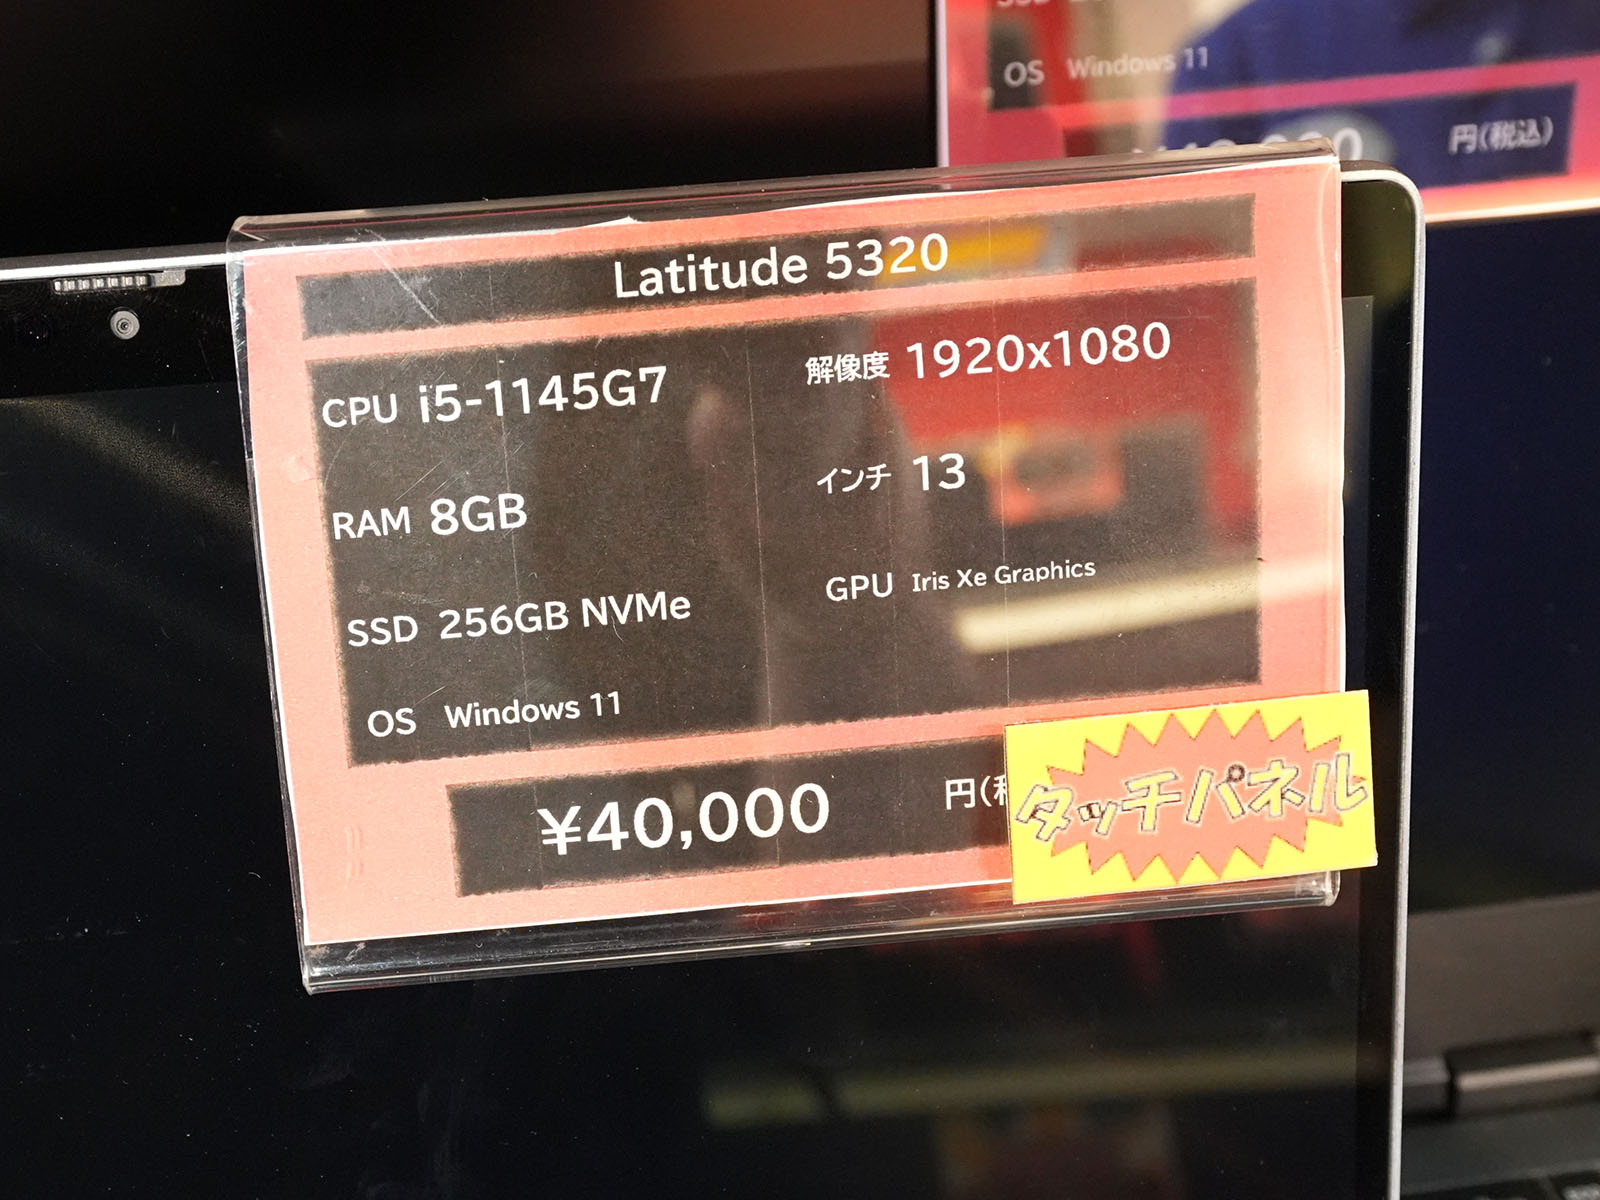 OS Windows 11
円(税込)
Latitude 5320
CPU i5-1145G7
解像度 1920x1080
RAM 8GB
インチ 13
SSD 256GB NVMe
GPU Iris Xe Graphics
OS Windows 11
¥40,000 円(
タッチパネル